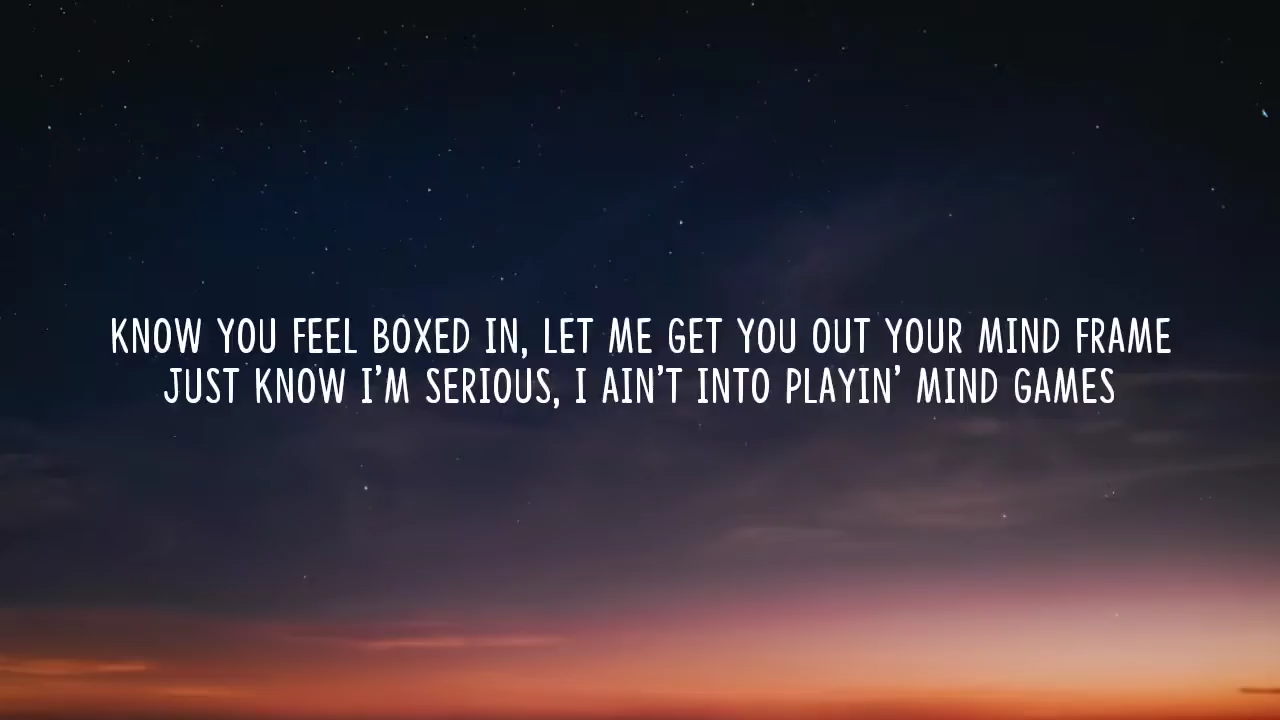 KNOW YOU FEEL BOXED IN, LET ME GET YOU OUT YOUR MIND FRAME
JUST KNOW I'M SERIOUS, I AIN'T INTO PLAYIN' MIND GAMES